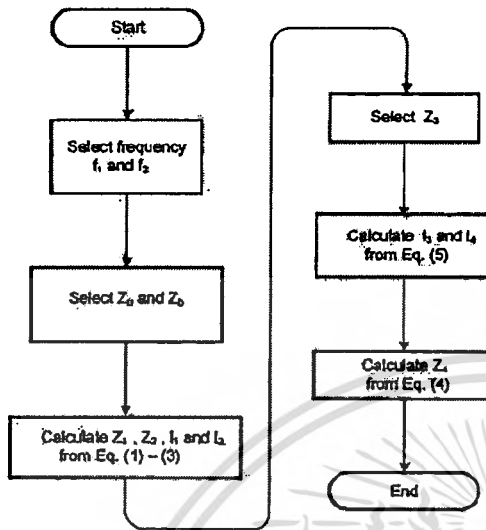 Start
Select frequency
f₁ and f₂
Select Z₀ and Z_b
Calculate Z₁ , Z₂ , l₁ and l₂
from Eq. (1) – (3)
Select Z₃
Calculate l₃ and l₄
from Eq. (5)
Calculate Z₄
from Eq. (4)
End